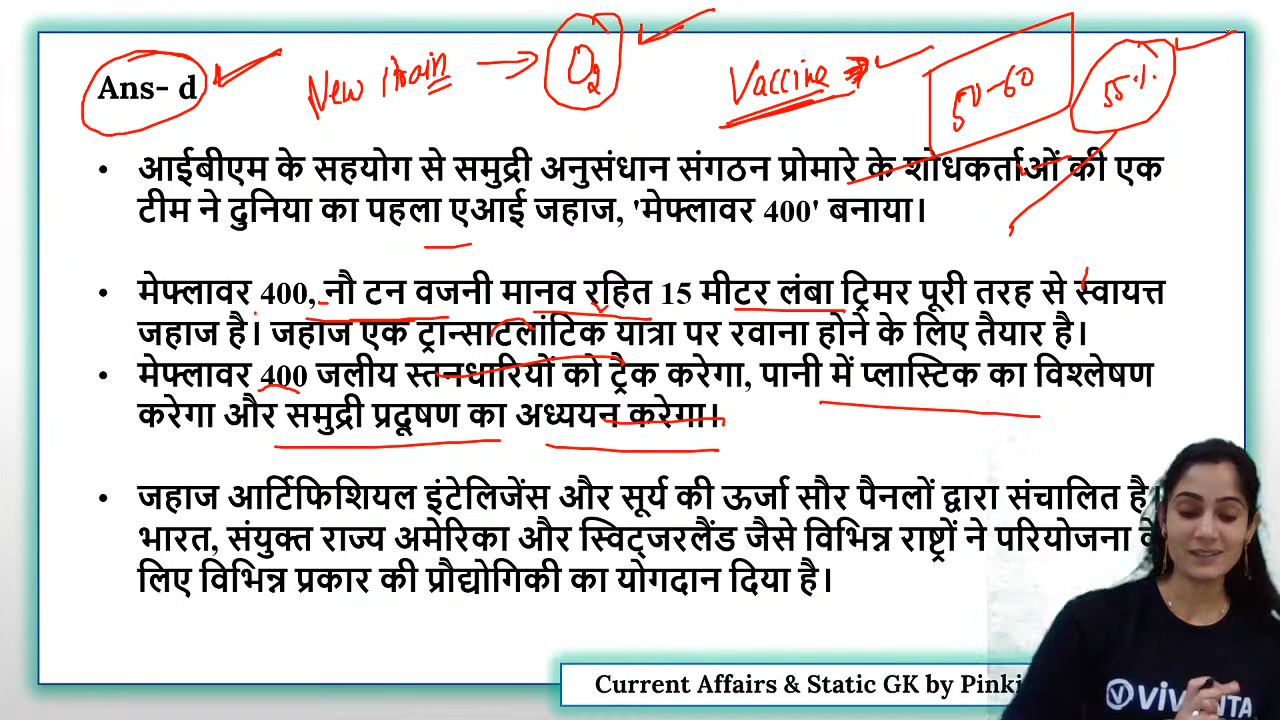 Ans- d
New strain → O2
Vaccine →
50-60
55%
• आईबीएम के सहयोग से समुद्री अनुसंधान संगठन प्रोमारे के शोधकर्ताओं की एक
टीम ने दुनिया का पहला एआई जहाज, 'मेफ्लावर 400' बनाया।
• मेफ्लावर 400, नौ टन वजनी मानव रहित 15 मीटर लंबा ट्रिमर पूरी तरह से स्वायत्त
जहाज है। जहाज एक ट्रान्साटलांटिक यात्रा पर रवाना होने के लिए तैयार है।
• मेफ्लावर 400 जलीय स्तनधारियों को ट्रैक करेगा, पानी में प्लास्टिक का विश्लेषण
करेगा और समुद्री प्रदूषण का अध्ययन करेगा।
• जहाज आर्टिफिशियल इंटेलिजेंस और सूर्य की ऊर्जा सौर पैनलों द्वारा संचालित है
भारत, संयुक्त राज्य अमेरिका और स्विट्जरलैंड जैसे विभिन्न राष्ट्रों ने परियोजना
लिए विभिन्न प्रकार की प्रौद्योगिकी का योगदान दिया है।
Current Affairs & Static GK by Pinki